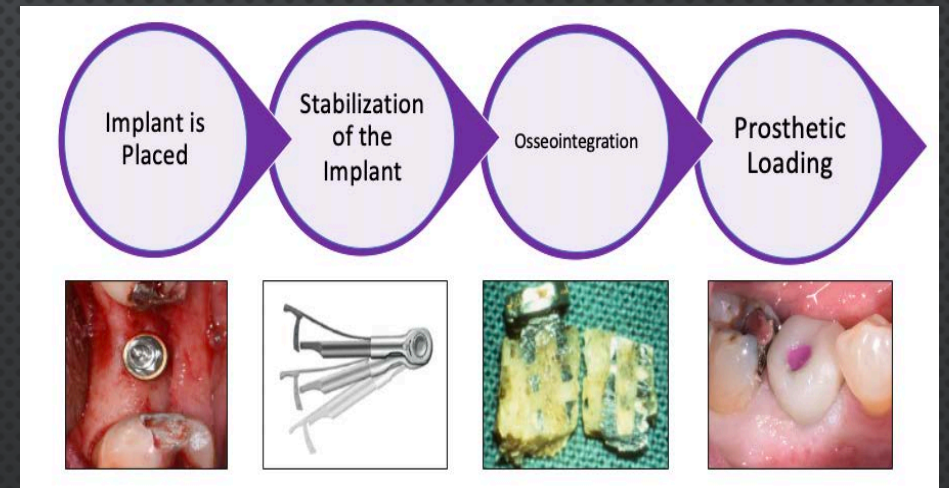 Implant is
Placed
Stabilization
of the
Implant
Osseointegration
Prosthetic
Loading